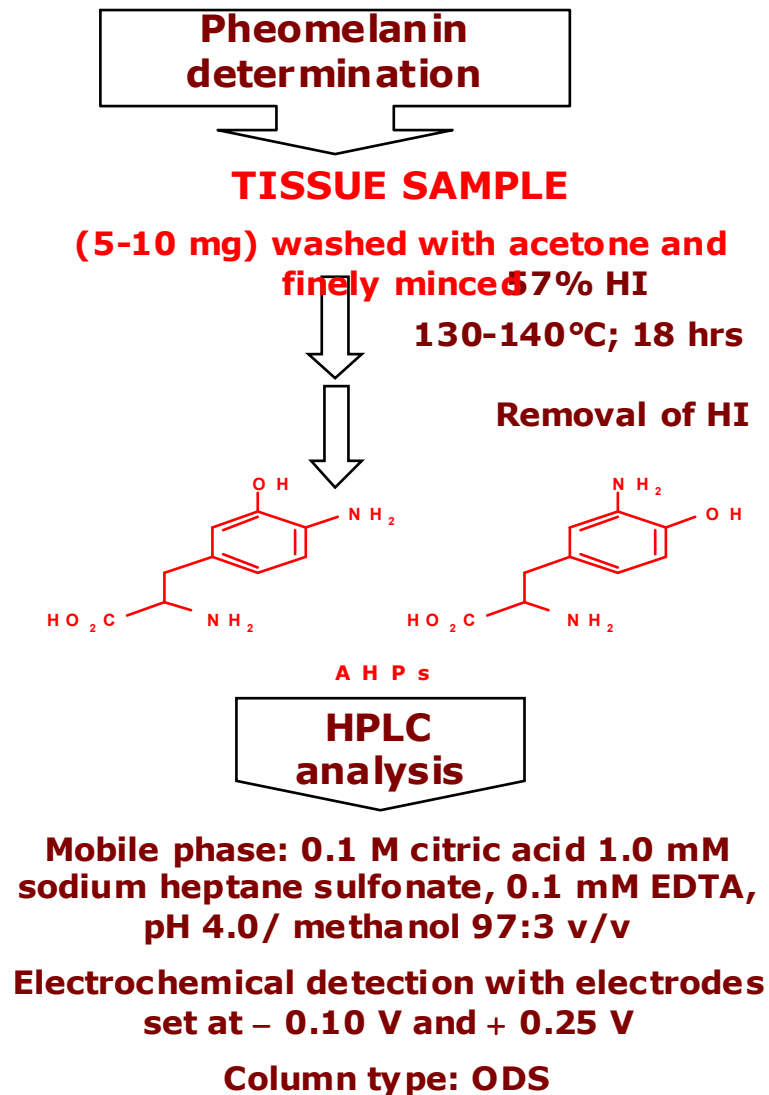 Pheomelanin
determination
TISSUE SAMPLE
(5-10 mg) washed with acetone and
finely minced
57% HI
130-140°C; 18 hrs
Removal of HI
OH
NH₂
HO₂C
NH₂
NH₂
OH
HO₂C
NH₂
AHPs
HPLC
analysis
Mobile phase: 0.1 M citric acid 1.0 mM
sodium heptane sulfonate, 0.1 mM EDTA,
pH 4.0/ methanol 97:3 v/v
Electrochemical detection with electrodes
set at – 0.10 V and + 0.25 V
Column type: ODS